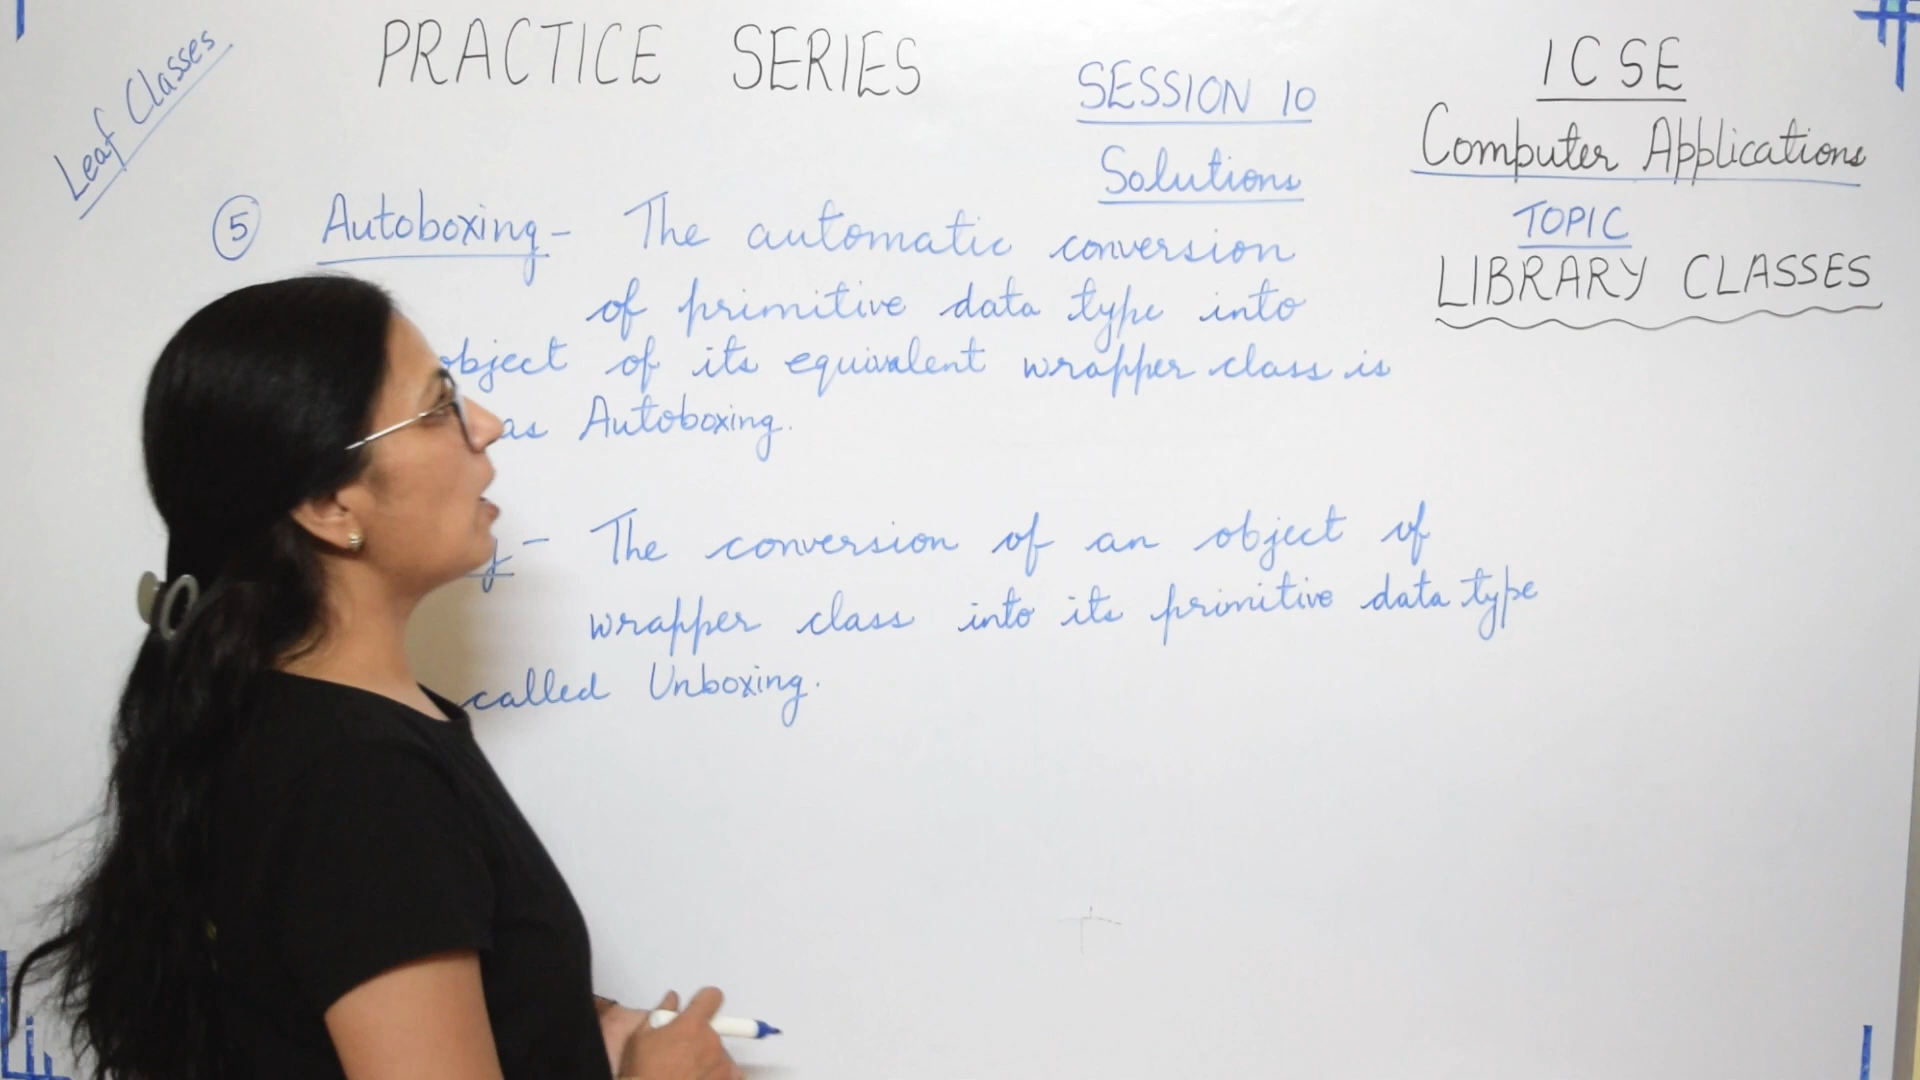 Leaf Classes
PRACTICE SERIES
SESSION 10
Solutions
ICSE
Computer Applications
TOPIC
LIBRARY CLASSES
5 Autoboxing - The automatic conversion
of primitive data type into
object of its equivalent wrapper class is
as Autoboxing.
g - The conversion of an object of
wrapper class into its primitive data type
called Unboxing.